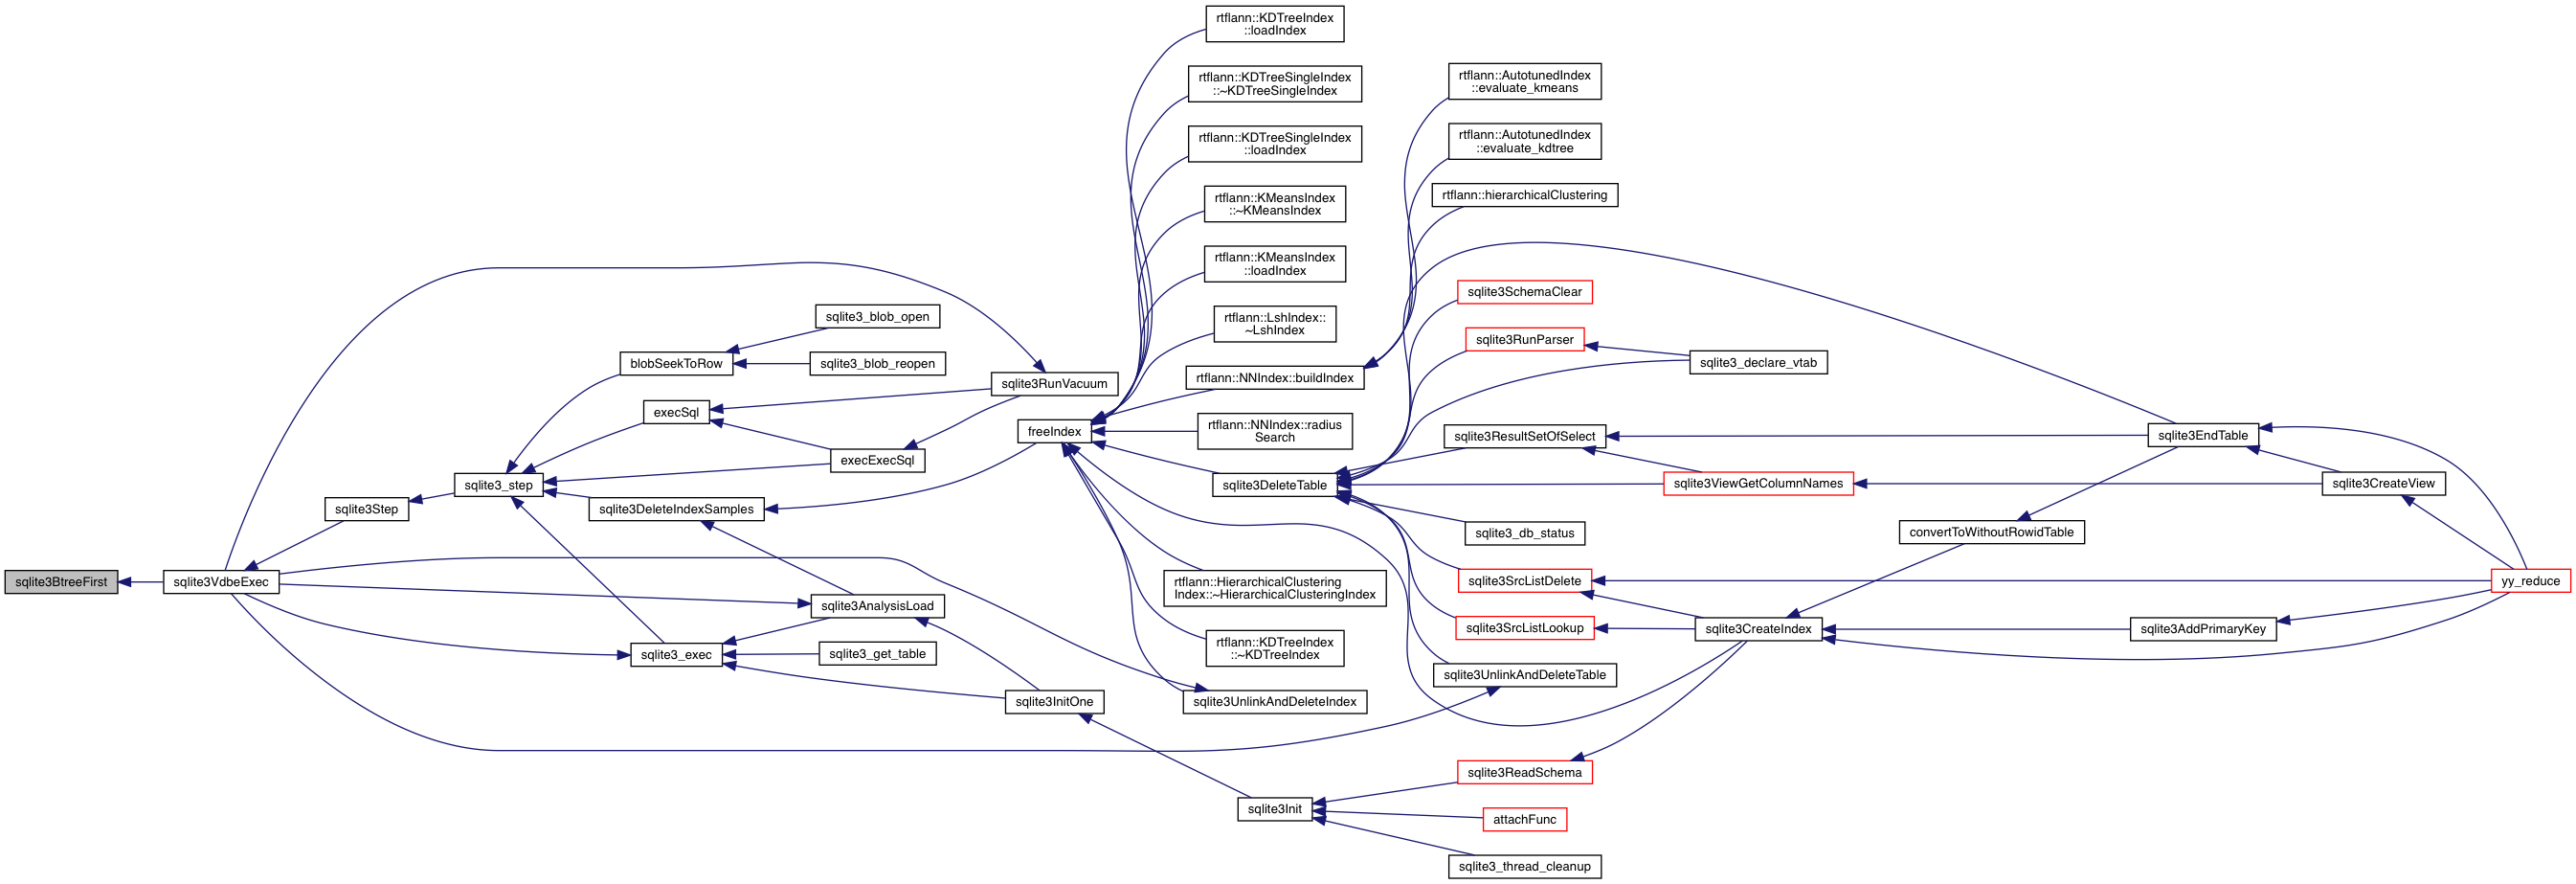 rtflann::KDTreeIndex
::loadIndex
rtflann::KDTreeSingleIndex
::~KDTreeSingleIndex
rtflann::KDTreeSingleIndex
::loadIndex
rtflann::KMeansIndex
::~KMeansIndex
rtflann::KMeansIndex
::loadIndex
rtflann::LshIndex::
~LshIndex
rtflann::NNIndex::buildIndex
rtflann::NNIndex::radius
Search
rtflann::AutotunedIndex
::evaluate_kmeans
rtflann::AutotunedIndex
::evaluate_kdtree
rtflann::hierarchicalClustering
sqlite3SchemaClear
sqlite3RunParser
sqlite3_declare_vtab
sqlite3_blob_open
blobSeekToRow
sqlite3_blob_reopen
sqlite3RunVacuum
execSql
freeIndex
execExecSql
sqlite3ResultSetOfSelect
sqlite3EndTable
sqlite3_step
sqlite3DeleteTable
sqlite3ViewGetColumnNames
sqlite3CreateView
sqlite3Step
sqlite3DeleteIndexSamples
sqlite3_db_status
convertToWithoutRowidTable
sqlite3BtreeFirst
sqlite3VdbeExec
rtflann::HierarchicalClustering
Index::~HierarchicalClusteringIndex
sqlite3SrcListDelete
yy_reduce
sqlite3AnalysisLoad
sqlite3SrcListLookup
sqlite3CreateIndex
sqlite3AddPrimaryKey
sqlite3_exec
sqlite3_get_table
rtflann::KDTreeIndex
::~KDTreeIndex
sqlite3UnlinkAndDeleteTable
sqlite3InitOne
sqlite3UnlinkAndDeleteIndex
sqlite3ReadSchema
sqlite3Init
attachFunc
sqlite3_thread_cleanup